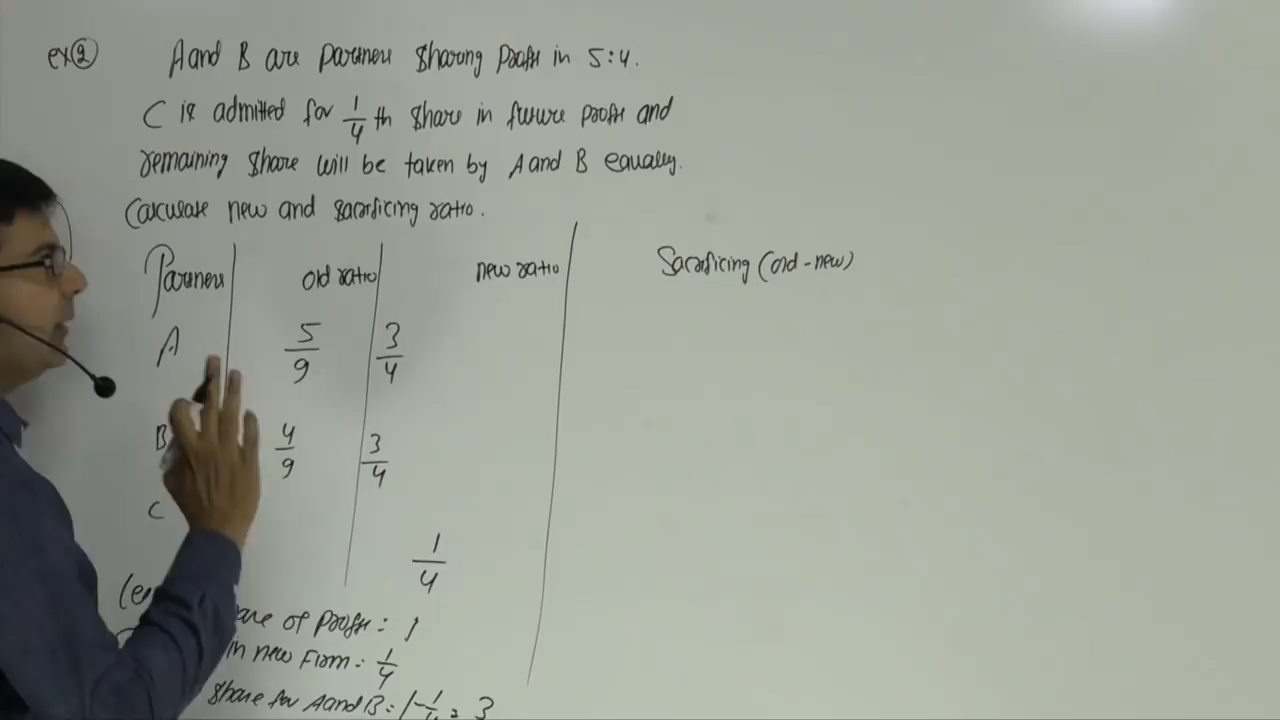 ex②
A and B are Partners Sharing Profit in 5:4.
C is admitted for 1/4 th share in future profit and
remaining share will be taken by A and B equally.
Calculate new and sacrificing ratio.
Partners old ratio new ratio Sacrificing (old - new)
A 5/9 3/4
B 4/9 3/4
C 1/4
of Profit = 1
in new Firm = 1/4
Share for A and B = 1 - 1/4 = 3